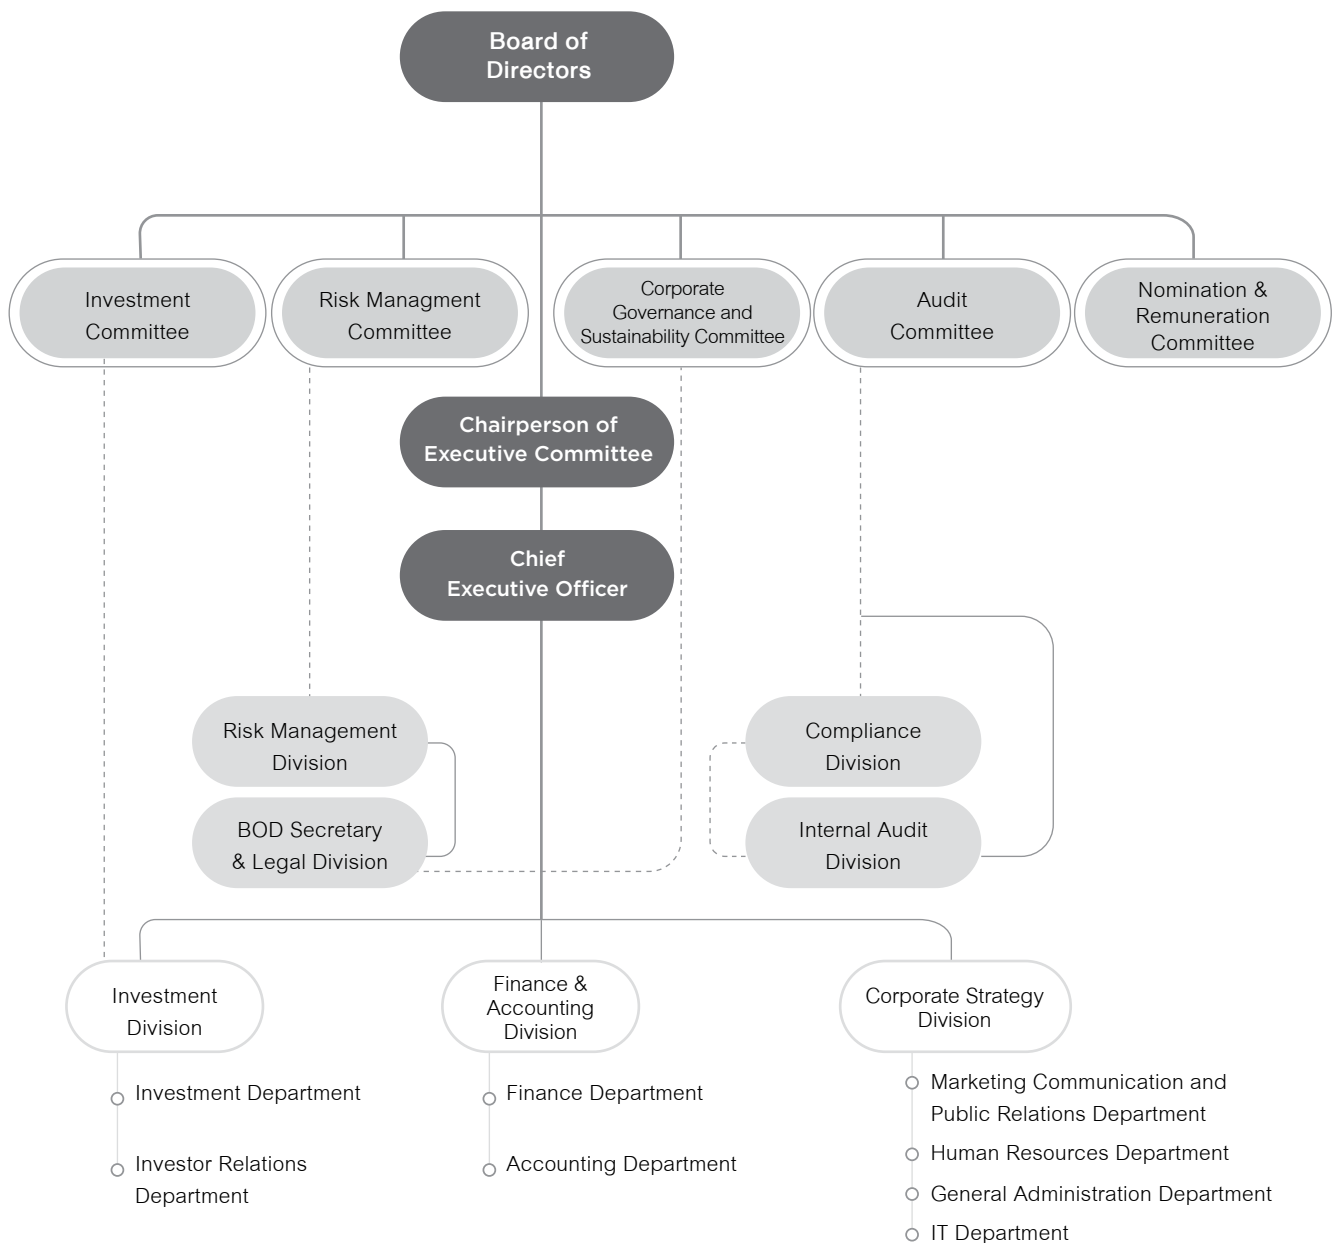 Board of
Directors
Investment
Committee
Risk Managment
Committee
Corporate
Governance and
Sustainability Committee
Audit
Committee
Nomination &
Remuneration
Committee
Chairperson of
Executive Committee
Chief
Executive Officer
Risk Management
Division
Compliance
Division
BOD Secretary
& Legal Division
Internal Audit
Division
Investment
Division
Finance &
Accounting
Division
Corporate Strategy
Division
Investment Department
Investor Relations
Department
Finance Department
Accounting Department
Marketing Communication and
Public Relations Department
Human Resources Department
General Administration Department
IT Department